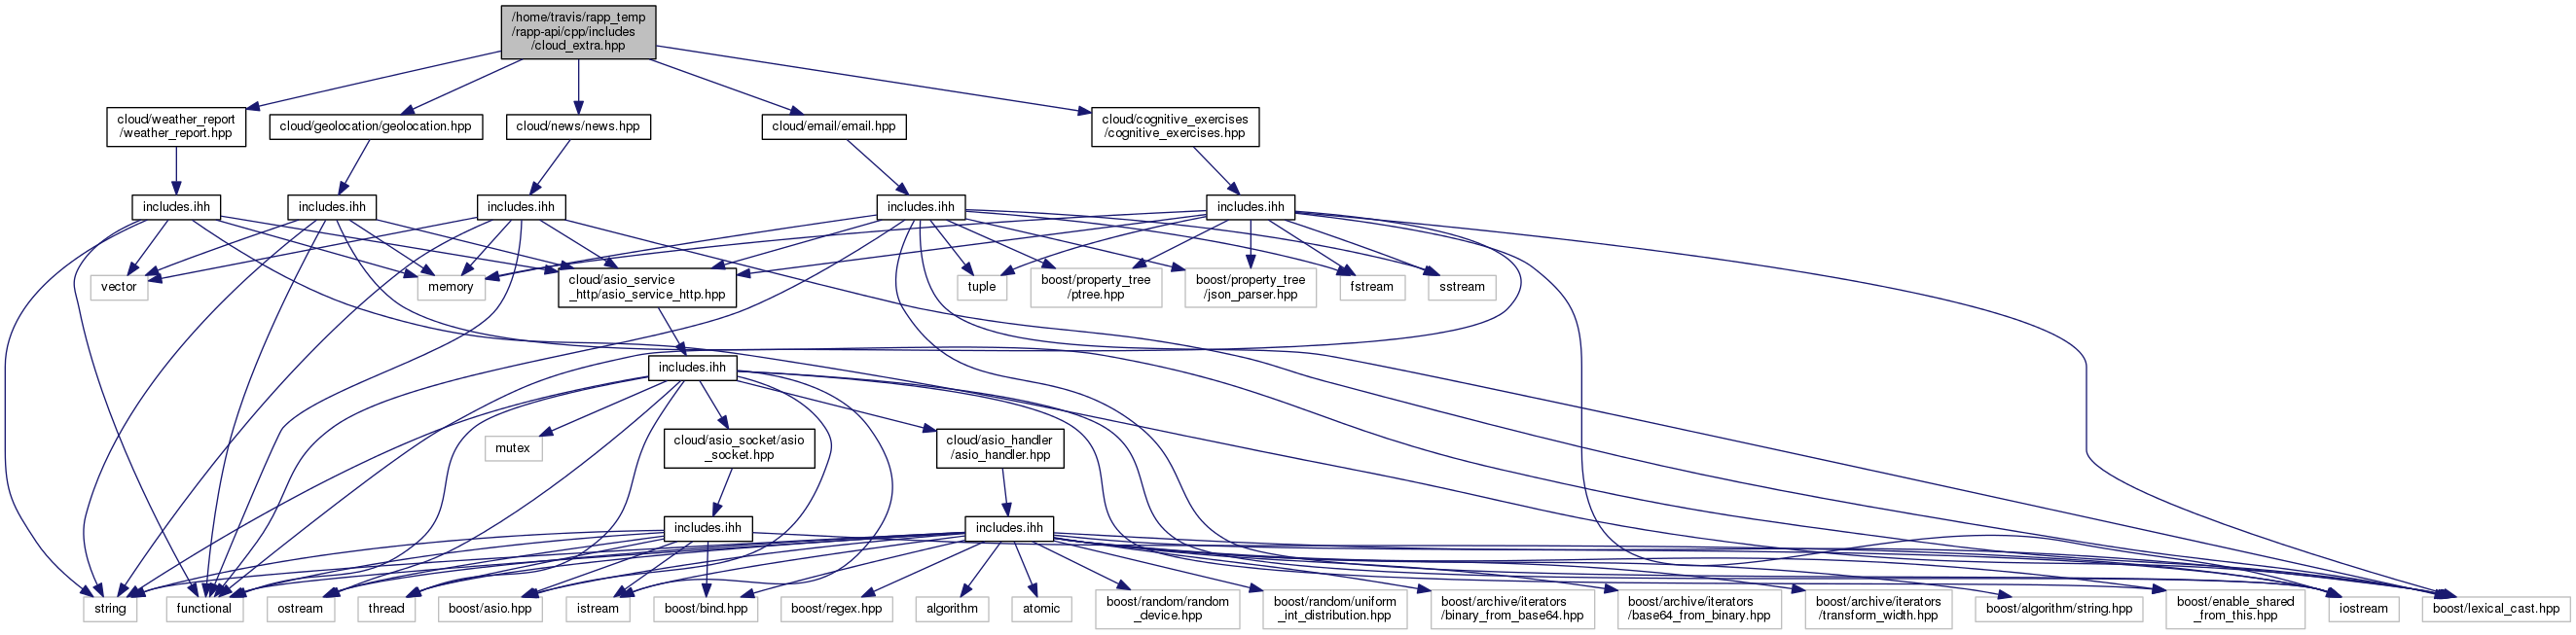 /home/travis/rapp_temp
/rapp-api/cpp/includes
/cloud_extra.hpp
cloud/weather_report
/weather_report.hpp
cloud/geolocation/geolocation.hpp
cloud/news/news.hpp
cloud/email/email.hpp
cloud/cognitive_exercises
/cognitive_exercises.hpp
includes.ihh
includes.ihh
includes.ihh
includes.ihh
includes.ihh
vector
memory
cloud/asio_service
_http/asio_service_http.hpp
tuple
boost/property_tree
/ptree.hpp
boost/property_tree
/json_parser.hpp
fstream
sstream
includes.ihh
mutex
cloud/asio_socket/asio
_socket.hpp
cloud/asio_handler
/asio_handler.hpp
includes.ihh
includes.ihh
string
functional
ostream
thread
boost/asio.hpp
istream
boost/bind.hpp
boost/regex.hpp
algorithm
atomic
boost/random/random
_device.hpp
boost/random/uniform
_int_distribution.hpp
boost/archive/iterators
/binary_from_base64.hpp
boost/archive/iterators
/base64_from_binary.hpp
boost/archive/iterators
/transform_width.hpp
boost/algorithm/string.hpp
boost/enable_shared
_from_this.hpp
iostream
boost/lexical_cast.hpp